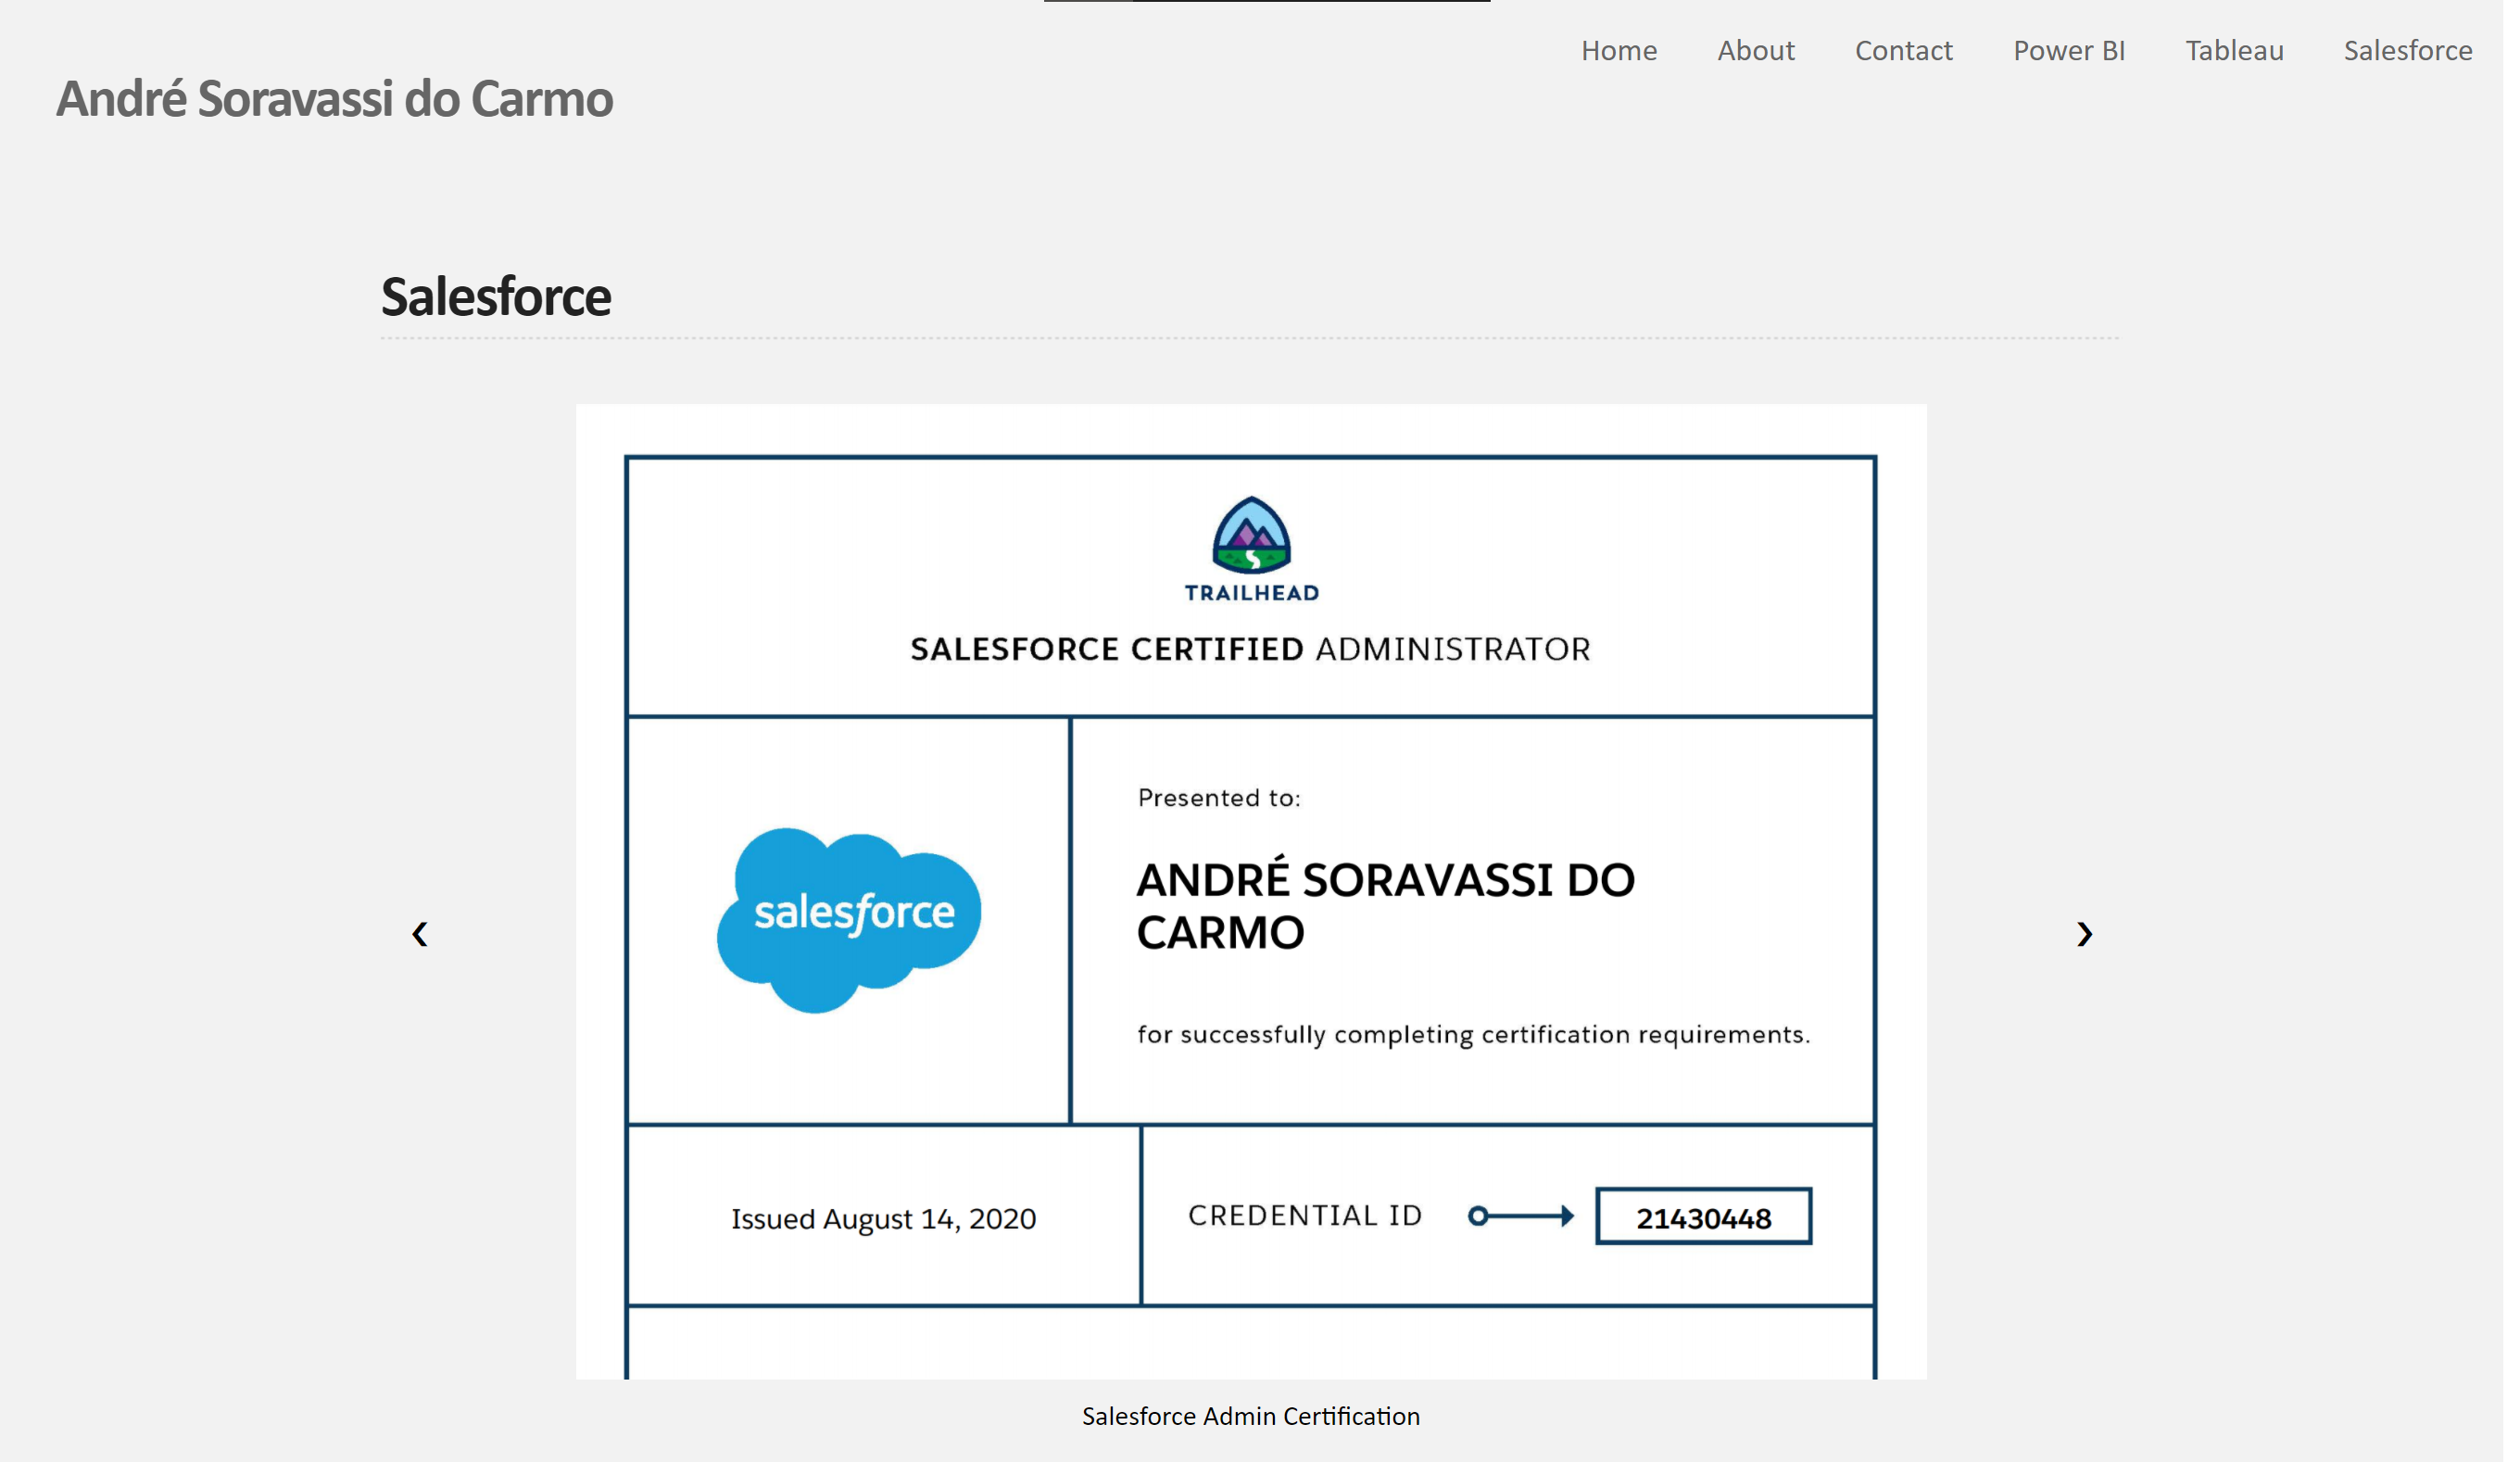 Home About Contact Power BI Tableau Salesforce
André Soravassi do Carmo
Salesforce
TRAILHEAD
SALESFORCE CERTIFIED ADMINISTRATOR
salesforce
Presented to:
ANDRÉ SORAVASSI DO
CARMO
for successfully completing certification requirements.
Issued August 14, 2020
CREDENTIAL ID
21430448
Salesforce Admin Certification